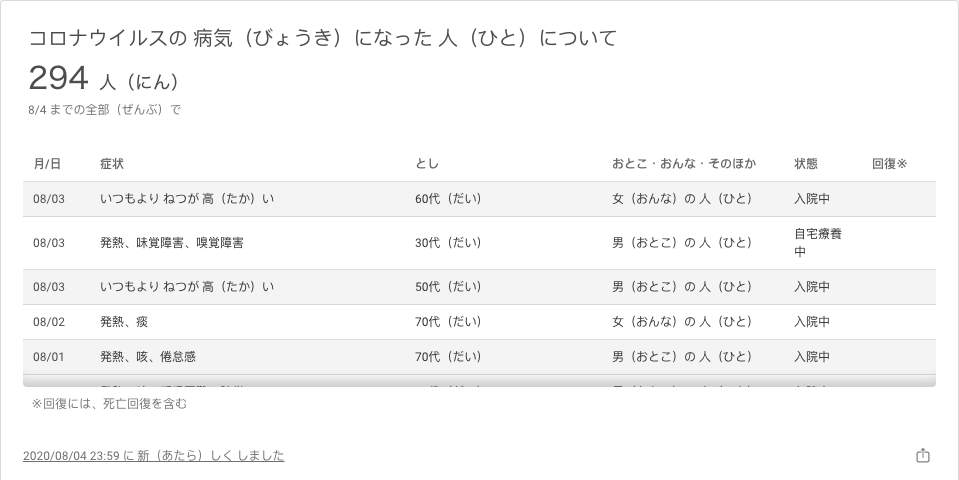 コロナウイルスの 病気（びょうき）になった 人（ひと）について
294 人（にん）
8/4 までの全部（ぜんぶ）で
月/日 症状 とし おとこ・おんな・そのほか 状態 回復※
08/03 いつもより ねつが 高（たか）い 60代（だい） 女（おんな）の 人（ひと） 入院中
08/03 発熱、味覚障害、嗅覚障害 30代（だい） 男（おとこ）の 人（ひと） 自宅療養中
08/03 いつもより ねつが 高（たか）い 50代（だい） 男（おとこ）の 人（ひと） 入院中
08/02 発熱、痰 70代（だい） 女（おんな）の 人（ひと） 入院中
08/01 発熱、咳、倦怠感 70代（だい） 男（おとこ）の 人（ひと） 入院中
※回復には、死亡回復を含む
2020/08/04 23:59 に 新（あたら）しく しました